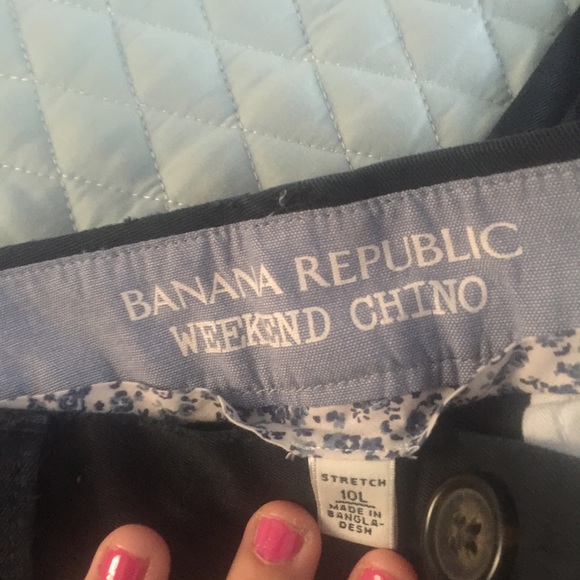 BANANA REPUBLIC
WEEKEND CHINO
STRETCH
10L
MADE IN
BANGLA-
DESH